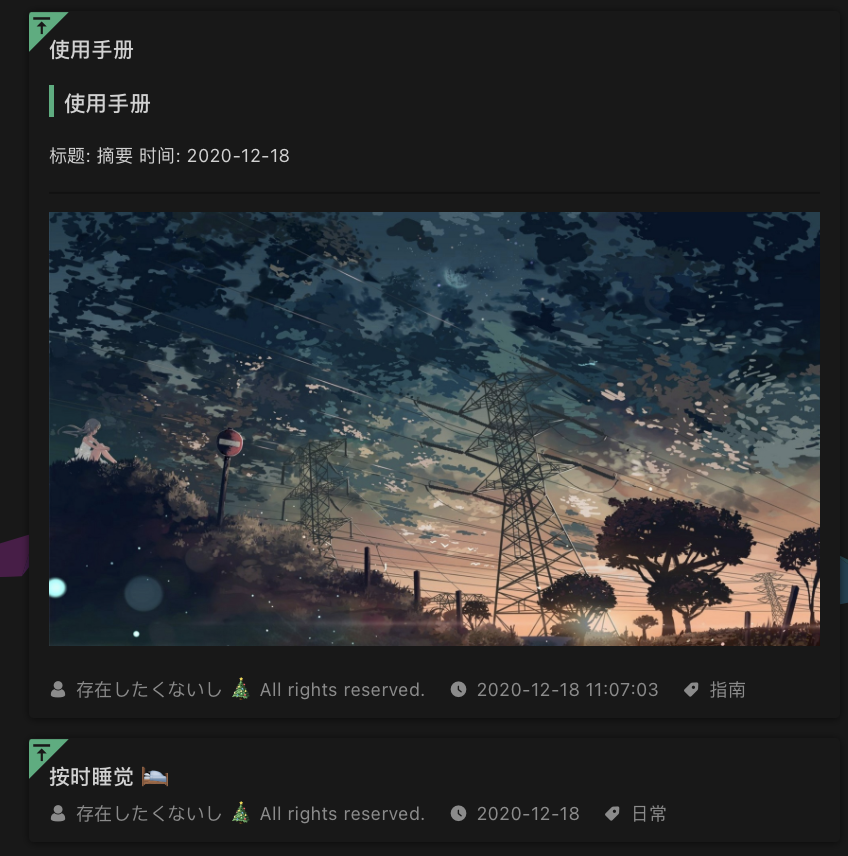 使用手册
使用手册
标题: 摘要 时间: 2020-12-18
存在したくないし 🎄 All rights reserved. 2020-12-18 11:07:03 指南
按时睡觉 🛌
存在したくないし 🎄 All rights reserved. 2020-12-18 日常